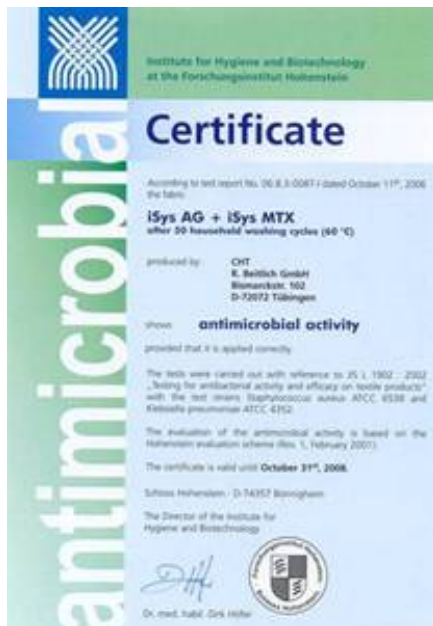 antimicrobial
Institute for Hygiene and Biotechnology
at the Forschungsinstitut Hohenstein
Certificate
According to test report No. 06.8.3.0087-I dated October 11th, 2006
the fabric
iSys AG + iSys MTX
after 50 household washing cycles (60 °C)
produced by: CHT
R. Beitlich GmbH
Bismarckstr. 102
D-72072 Tübingen
shows antimicrobial activity
provided that it is applied correctly.
The tests were carried out with reference to JIS L 1902 : 2002
„Testing for antibacterial activity and efficacy on textile products"
with the test strains Staphylococcus aureus ATCC 6538 and
Klebsiella pneumoniae ATCC 4352.
The evaluation of the antimicrobial activity is based on the
Hohenstein evaluation scheme (Rev. 1, February 2001).
The certificate is valid until October 31st, 2008.
Schloss Hohenstein · D-74357 Bönnigheim
The Director of the Institute for
Hygiene and Biotechnology
Forschungsinstitut Hohenstein
Schloss Hohenstein
Dr. med. habil. Dirk Höfer